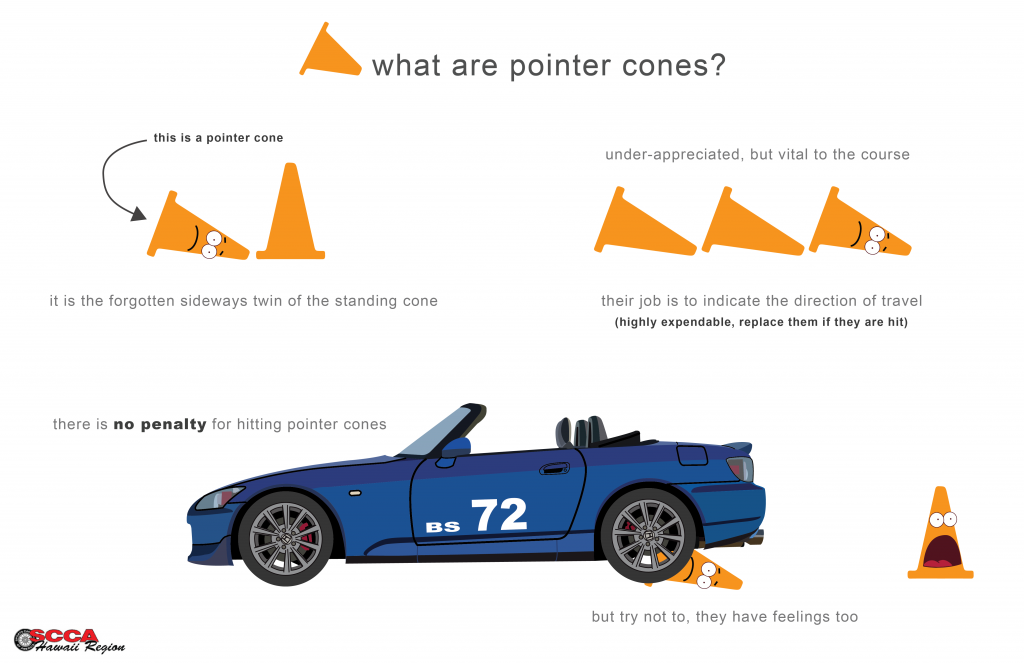 what are pointer cones?
this is a pointer cone
it is the forgotten sideways twin of the standing cone
under-appreciated, but vital to the course
their job is to indicate the direction of travel
(highly expendable, replace them if they are hit)
there is no penalty for hitting pointer cones
BS 72
but try not to, they have feelings too
SCCA
Hawaii Region